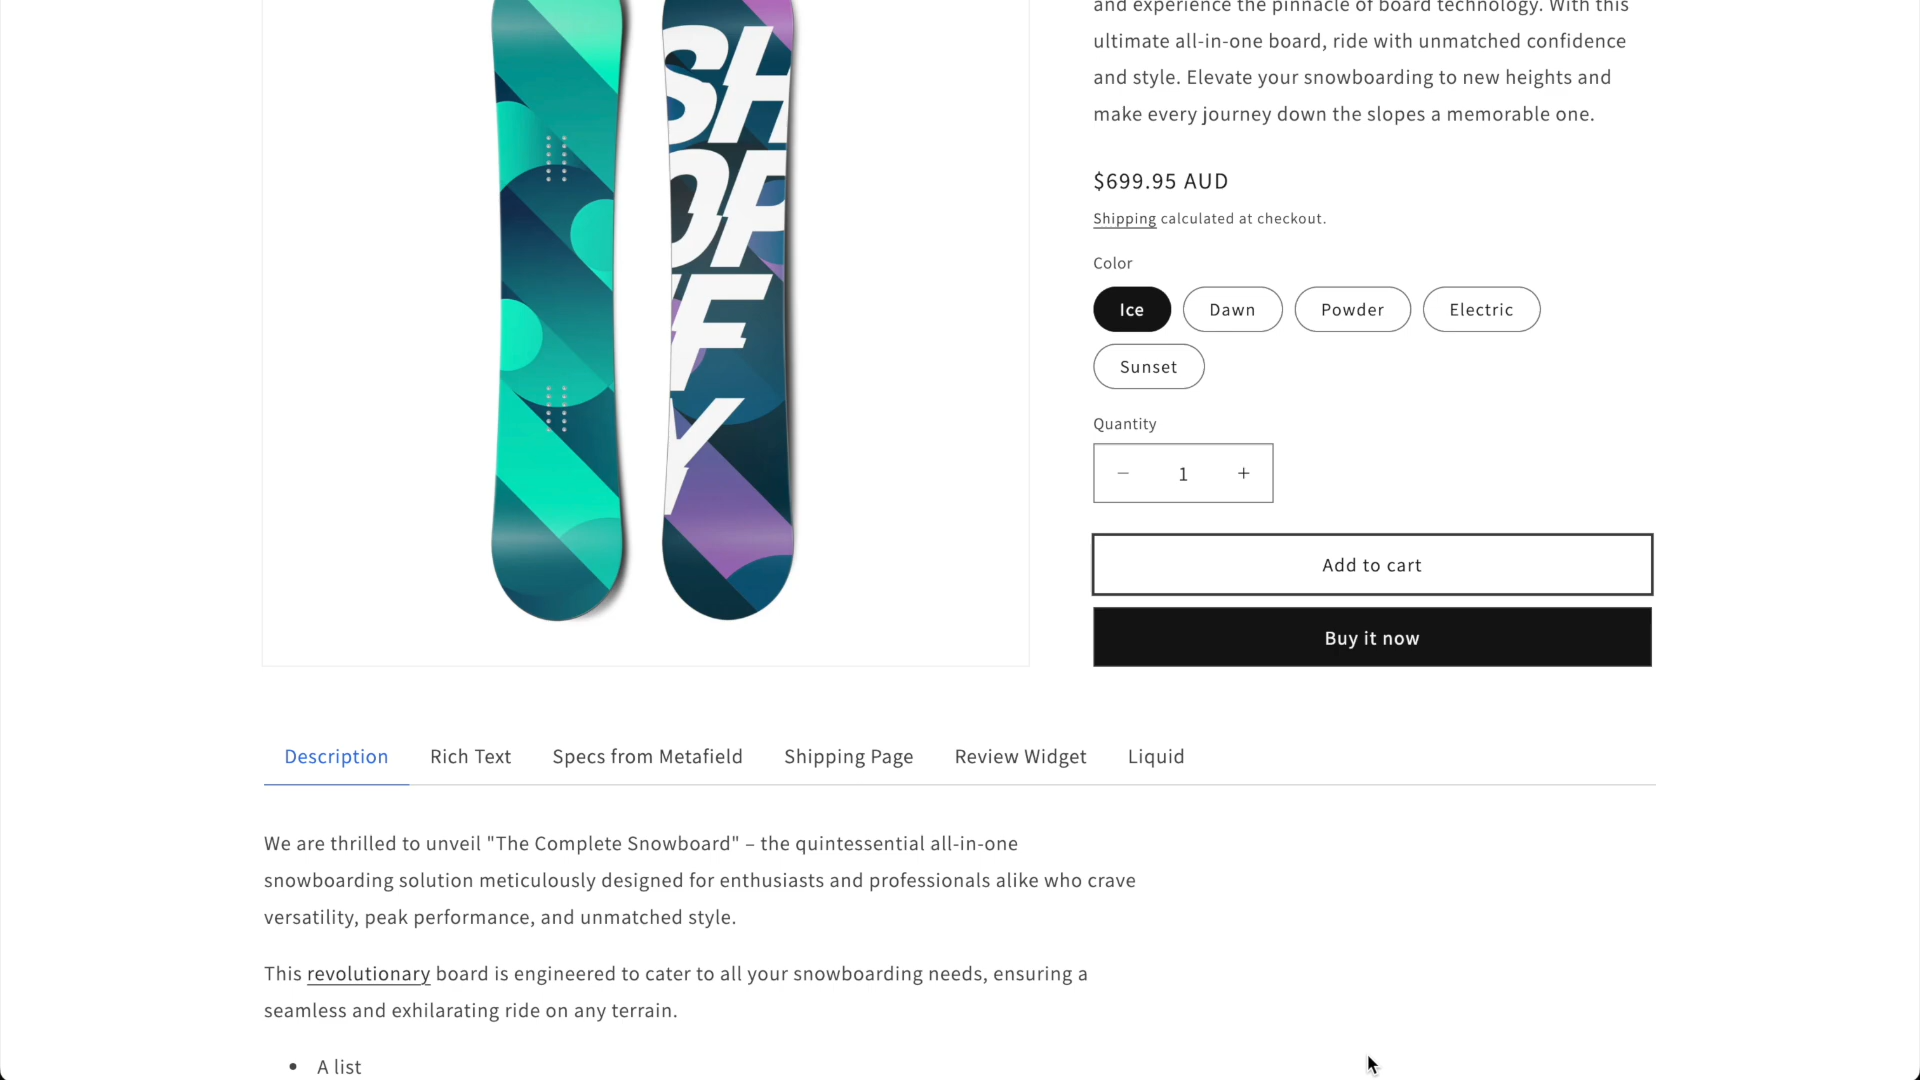 SH
OP
IF
Y
and experience the pinnacle of board technology. With this
ultimate all-in-one board, ride with unmatched confidence
and style. Elevate your snowboarding to new heights and
make every journey down the slopes a memorable one.
$699.95 AUD
Shipping calculated at checkout.
Color
Ice Dawn Powder Electric
Sunset
Quantity
− 1 +
Add to cart
Buy it now
Description Rich Text Specs from Metafield Shipping Page Review Widget Liquid
We are thrilled to unveil "The Complete Snowboard" – the quintessential all-in-one
snowboarding solution meticulously designed for enthusiasts and professionals alike who crave
versatility, peak performance, and unmatched style.
This revolutionary board is engineered to cater to all your snowboarding needs, ensuring a
seamless and exhilarating ride on any terrain.
• A list